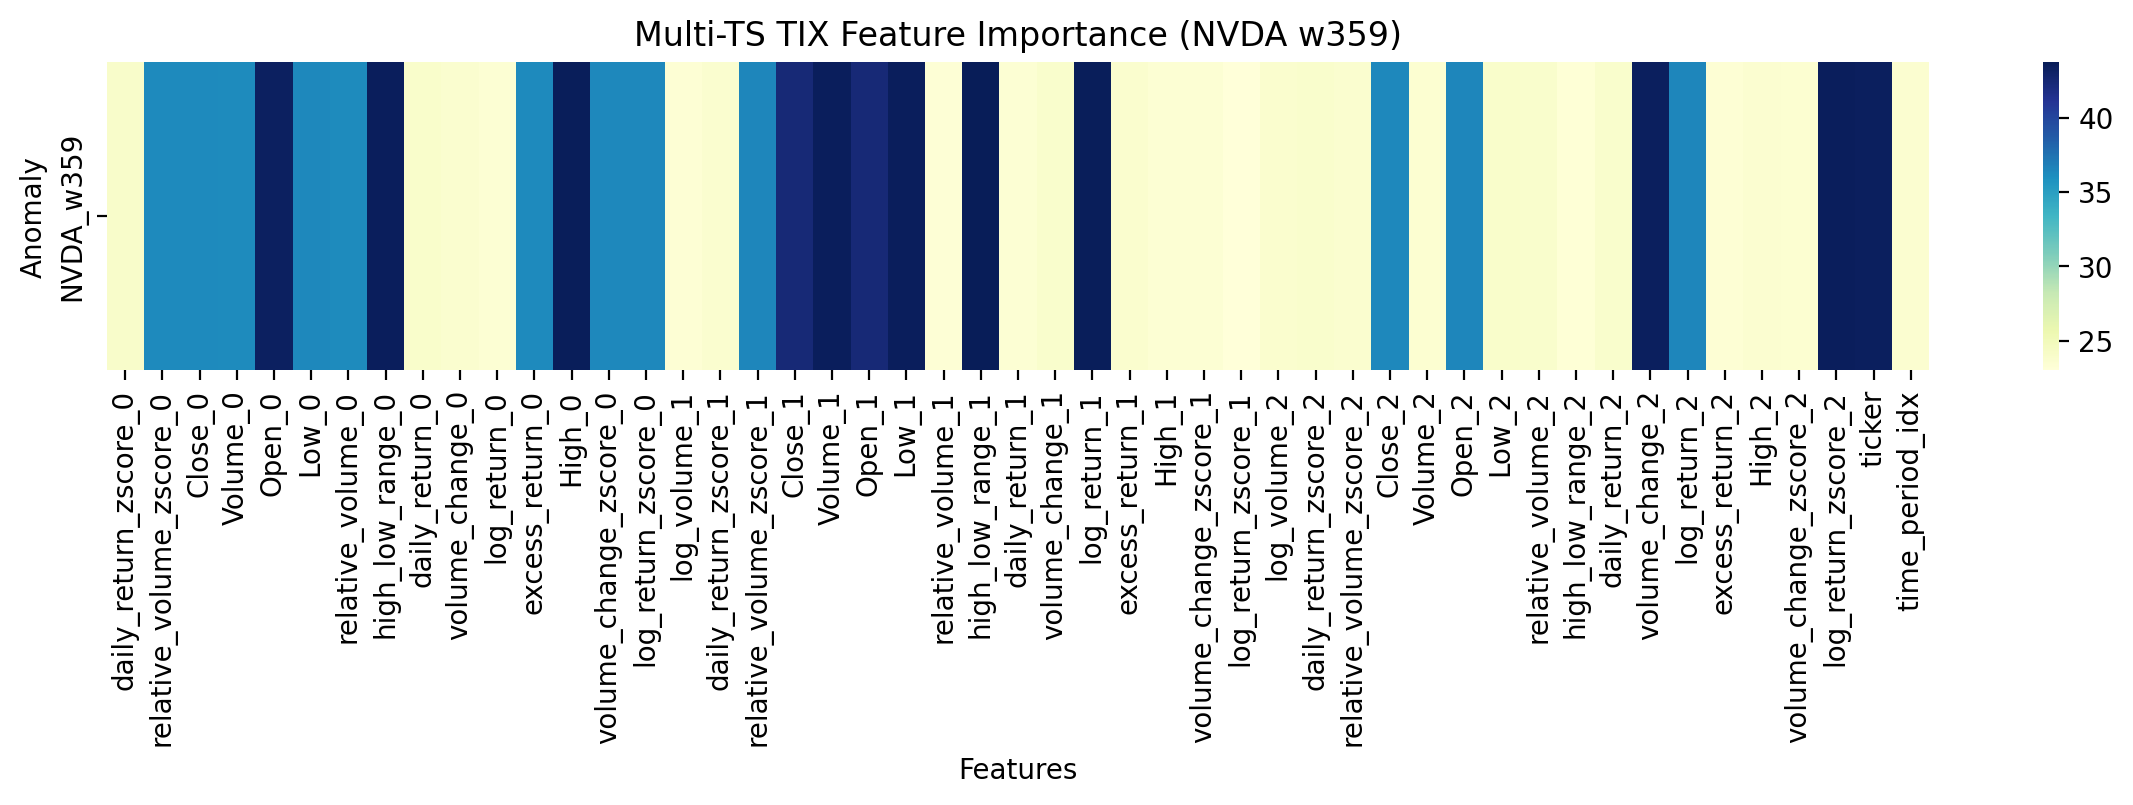 Multi-TS TIX Feature Importance (NVDA w359)
Anomaly
NVDA_w359
40
35
30
25
daily_return_zscore_0
relative_volume_zscore_0
Close_0
Volume_0
Open_0
Low_0
relative_volume_0
high_low_range_0
daily_return_0
volume_change_0
log_return_0
excess_return_0
High_0
volume_change_zscore_0
log_return_zscore_0
log_volume_1
daily_return_zscore_1
relative_volume_zscore_1
Close_1
Volume_1
Open_1
Low_1
relative_volume_1
high_low_range_1
daily_return_1
volume_change_1
log_return_1
excess_return_1
High_1
volume_change_zscore_1
log_return_zscore_1
log_volume_2
daily_return_zscore_2
relative_volume_zscore_2
Close_2
Volume_2
Open_2
Low_2
relative_volume_2
high_low_range_2
daily_return_2
volume_change_2
log_return_2
excess_return_2
High_2
volume_change_zscore_2
log_return_zscore_2
ticker
time_period_idx
Features